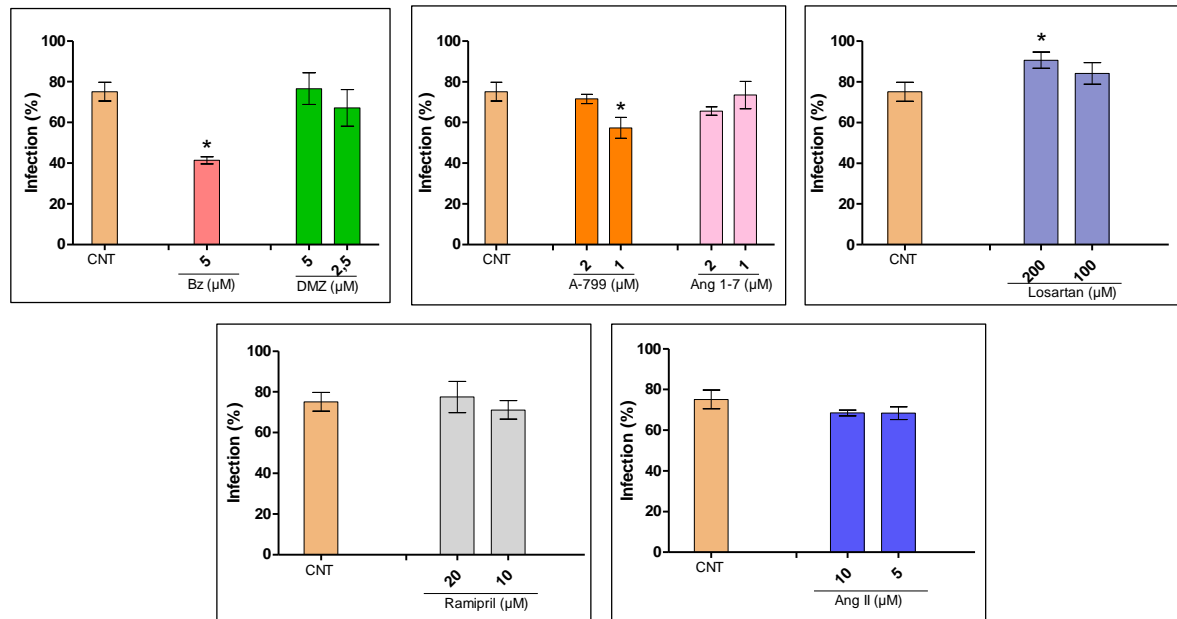 Infection (%)
100
80
60
40
20
0
*
CNT
5
5
2,5
Bz (µM)
DMZ (µM)
Infection (%)
100
80
60
40
20
0
*
CNT
2
1
2
1
A-799 (µM)
Ang 1-7 (µM)
Infection (%)
100
80
60
40
20
0
*
CNT
200
100
Losartan (µM)
Infection (%)
100
80
60
40
20
0
CNT
20
10
Ramipril (µM)
Infection (%)
100
80
60
40
20
0
CNT
10
5
Ang II (µM)